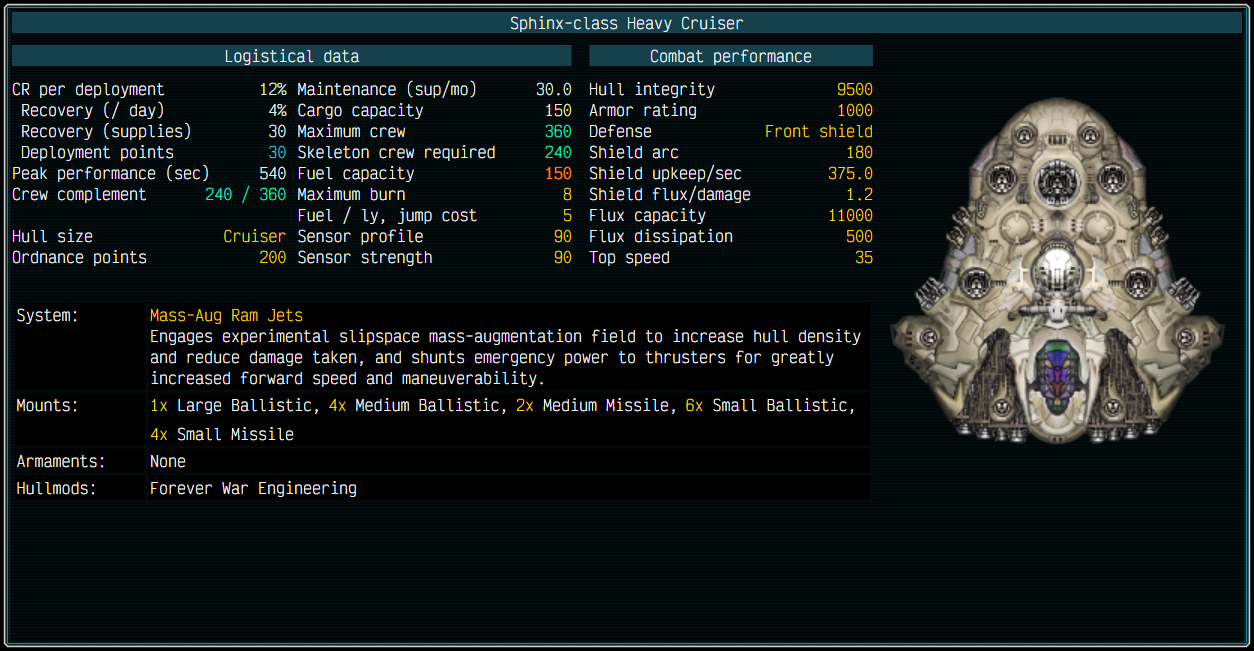 Sphinx-class Heavy Cruiser
Logistical data
CR per deployment 12% Maintenance (sup/mo) 30.0
Recovery (/ day) 4% Cargo capacity 150
Recovery (supplies) 30 Maximum crew 360
Deployment points 30 Skeleton crew required 240
Peak performance (sec) 540 Fuel capacity 150
Crew complement 240 / 360 Maximum burn 8
Fuel / ly, jump cost 5
Hull size Cruiser Sensor profile 90
Ordnance points 200 Sensor strength 90
Combat performance
Hull integrity 9500
Armor rating 1000
Defense Front shield
Shield arc 180
Shield upkeep/sec 375.0
Shield flux/damage 1.2
Flux capacity 11000
Flux dissipation 500
Top speed 35
System: Mass-Aug Ram Jets
Engages experimental slipspace mass-augmentation field to increase hull density
and reduce damage taken, and shunts emergency power to thrusters for greatly
increased forward speed and maneuverability.
Mounts: 1x Large Ballistic, 4x Medium Ballistic, 2x Medium Missile, 6x Small Ballistic,
4x Small Missile
Armaments: None
Hullmods: Forever War Engineering